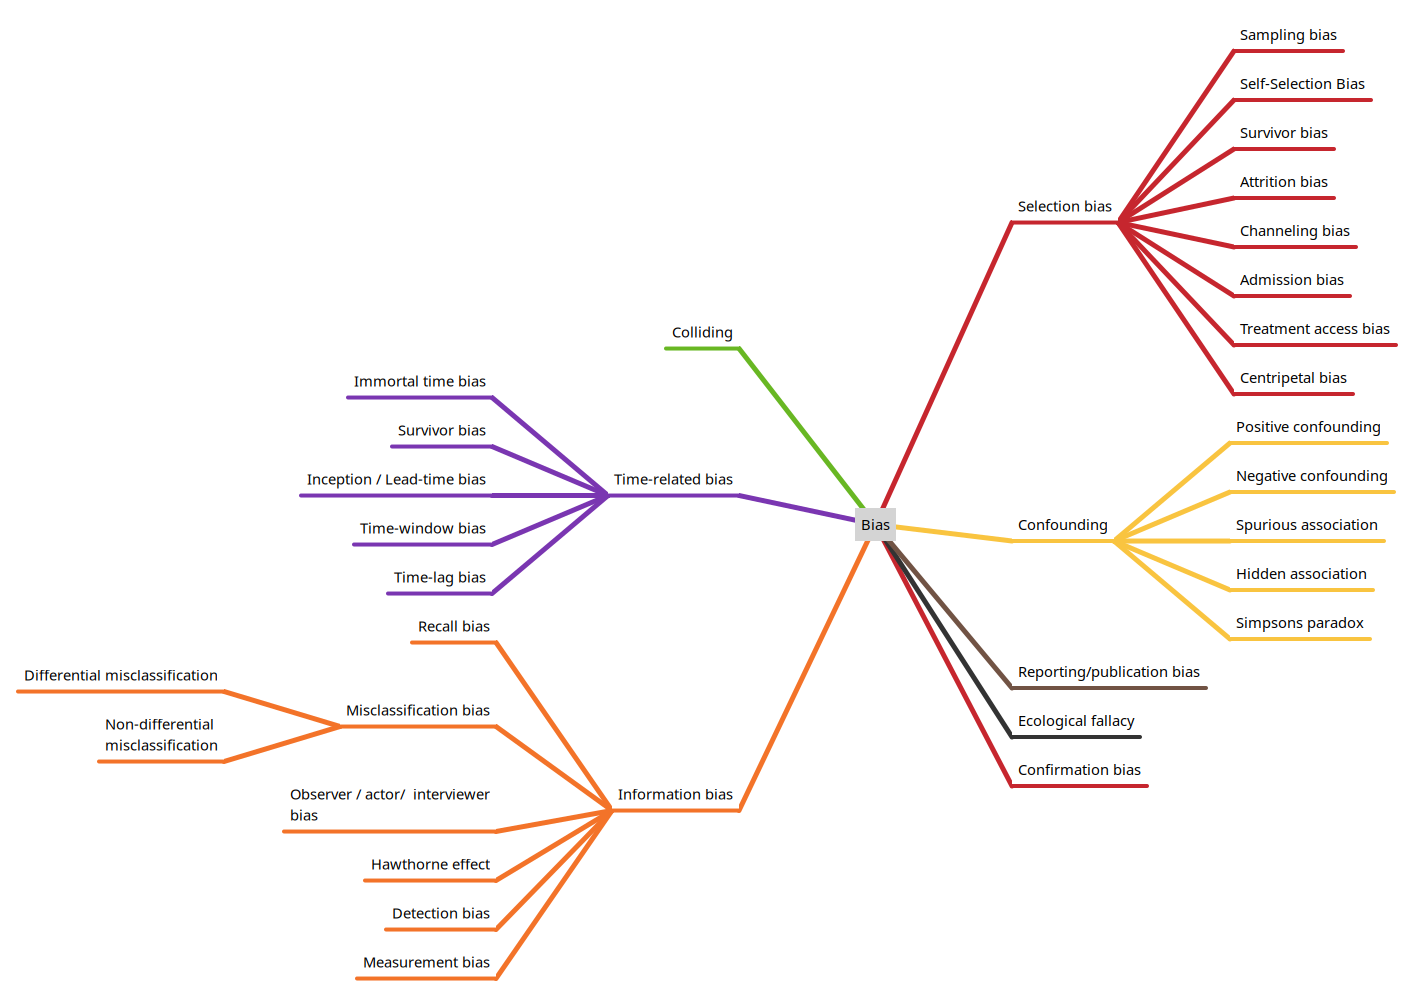 Bias
Selection bias
Sampling bias
Self-Selection Bias
Survivor bias
Attrition bias
Channeling bias
Admission bias
Treatment access bias
Centripetal bias
Confounding
Positive confounding
Negative confounding
Spurious association
Hidden association
Simpsons paradox
Reporting/publication bias
Ecological fallacy
Confirmation bias
Colliding
Time-related bias
Immortal time bias
Survivor bias
Inception / Lead-time bias
Time-window bias
Time-lag bias
Information bias
Recall bias
Misclassification bias
Differential misclassification
Non-differential
misclassification
Observer / actor/  interviewer
bias
Hawthorne effect
Detection bias
Measurement bias